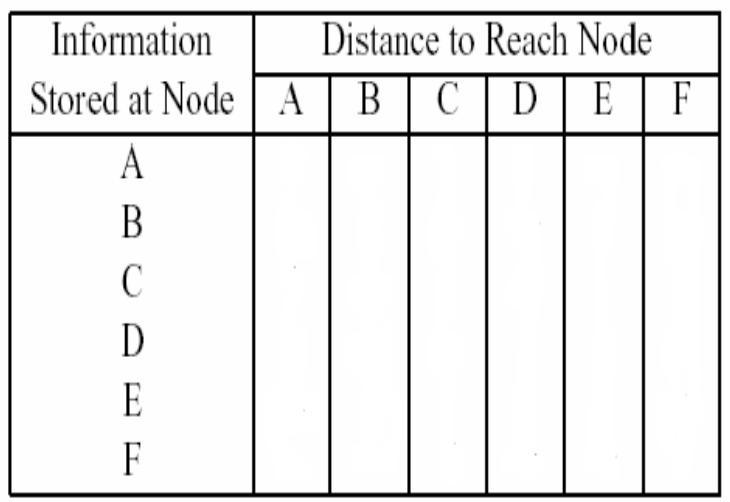 Information
Stored at Node
Distance to Reach Node
A B C D E F
A
B
C
D
E
F